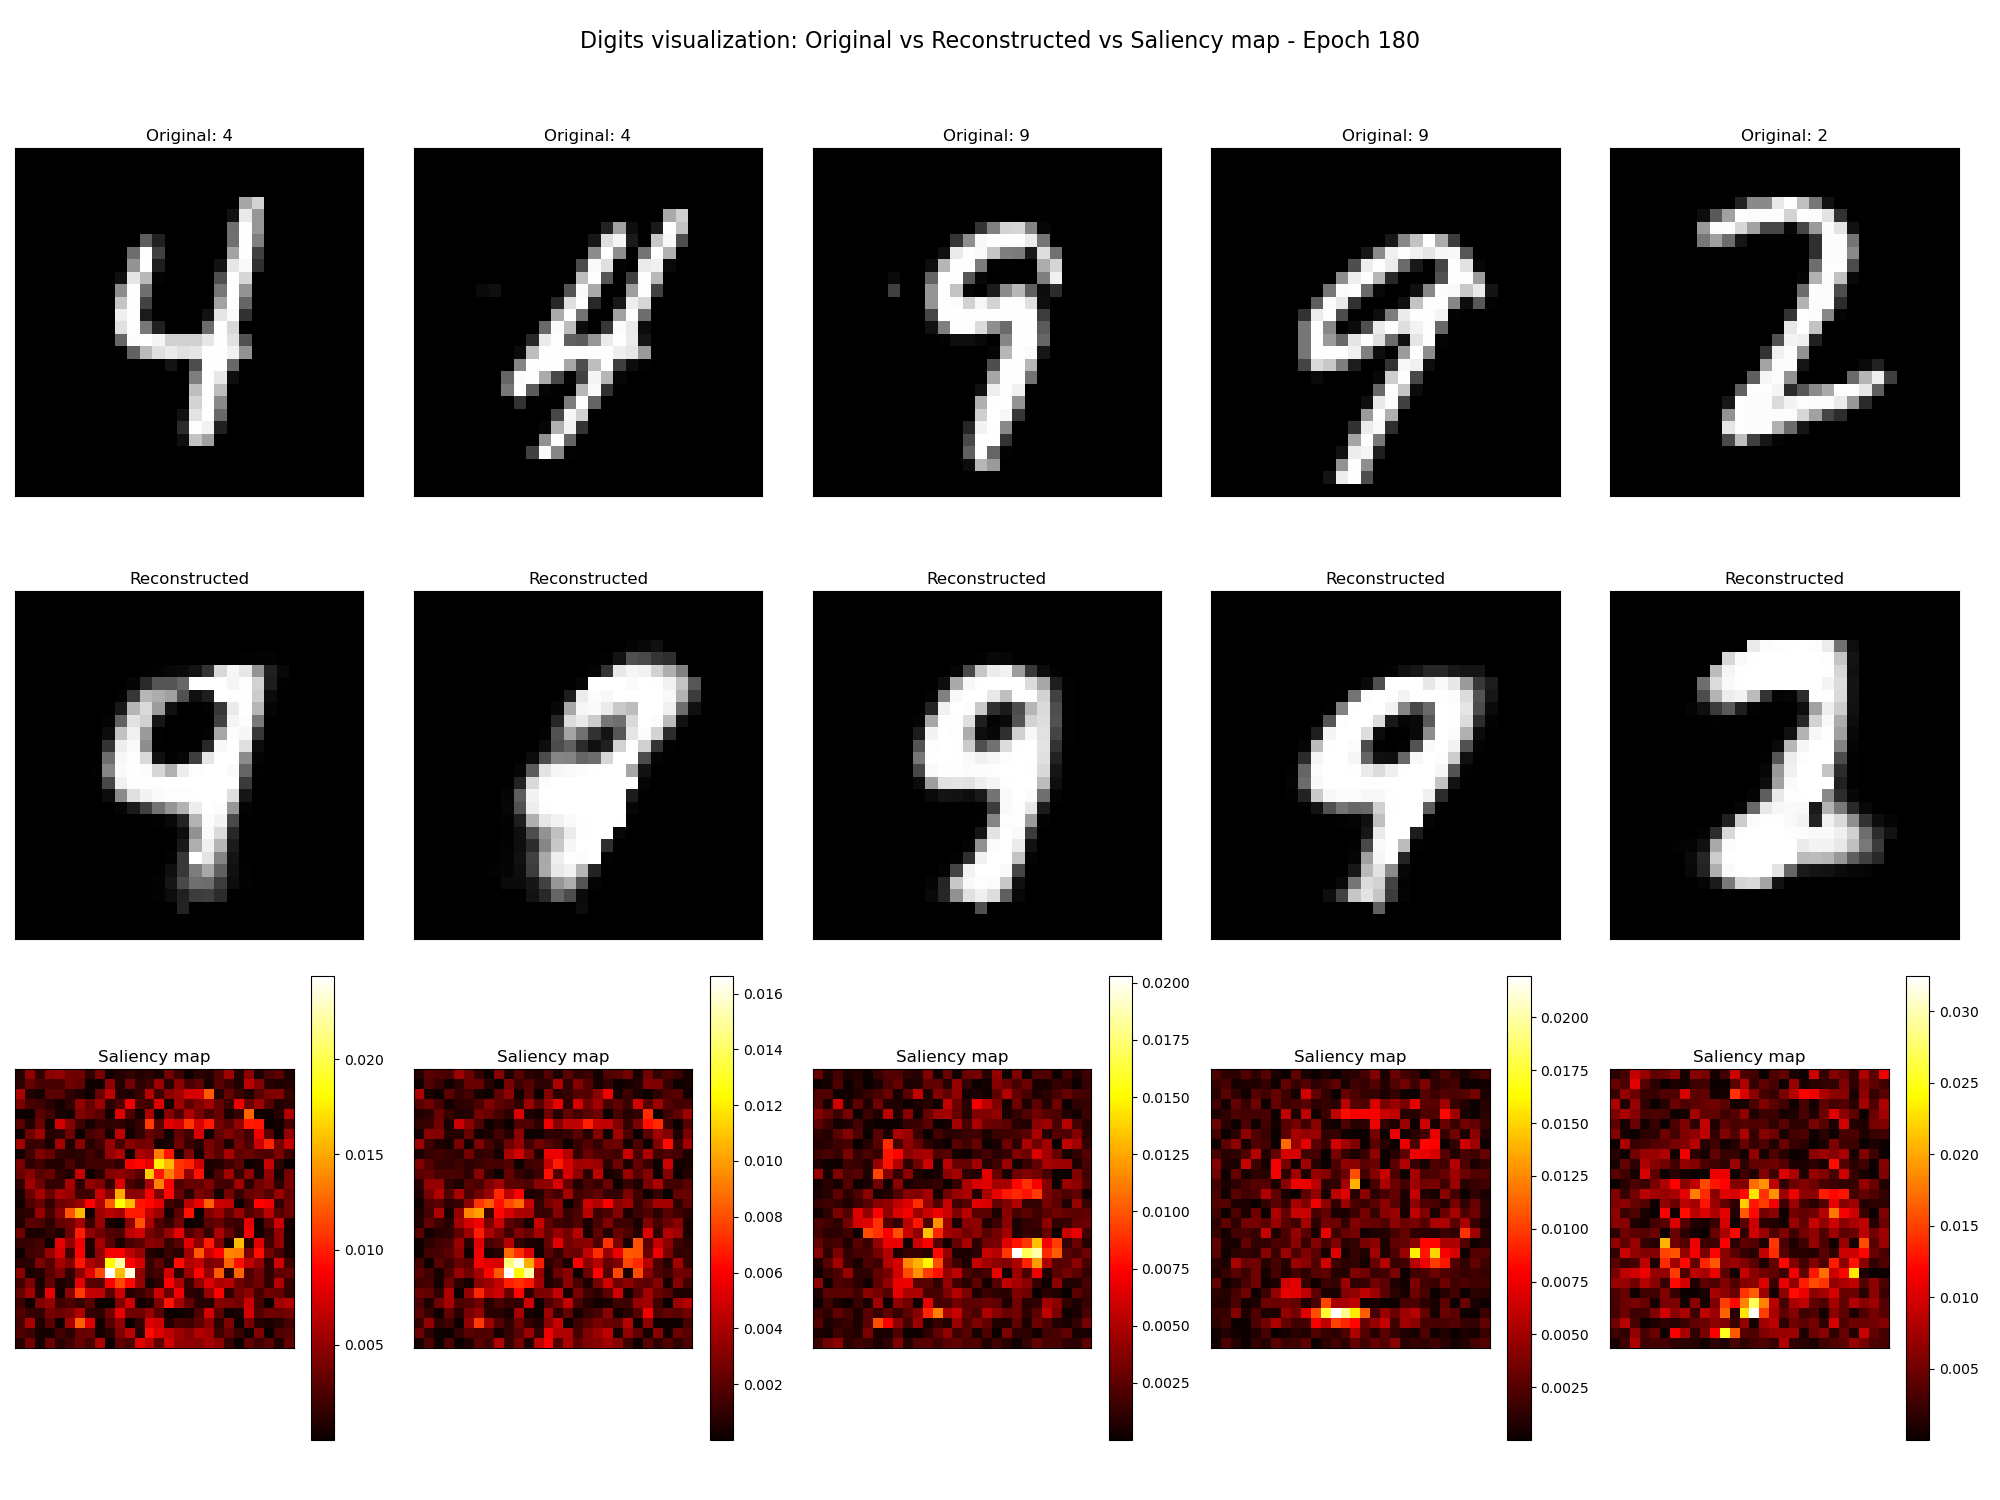 Digits visualization: Original vs Reconstructed vs Saliency map - Epoch 180
Original: 4
Original: 4
Original: 9
Original: 9
Original: 2
4
4
9
9
2
Reconstructed
Reconstructed
Reconstructed
Reconstructed
Reconstructed
Saliency map
0.020
0.015
0.010
0.005
Saliency map
0.016
0.014
0.012
0.010
0.008
0.006
0.004
0.002
Saliency map
0.0200
0.0175
0.0150
0.0125
0.0100
0.0075
0.0050
0.0025
Saliency map
0.0200
0.0175
0.0150
0.0125
0.0100
0.0075
0.0050
0.0025
Saliency map
0.030
0.025
0.020
0.015
0.010
0.005